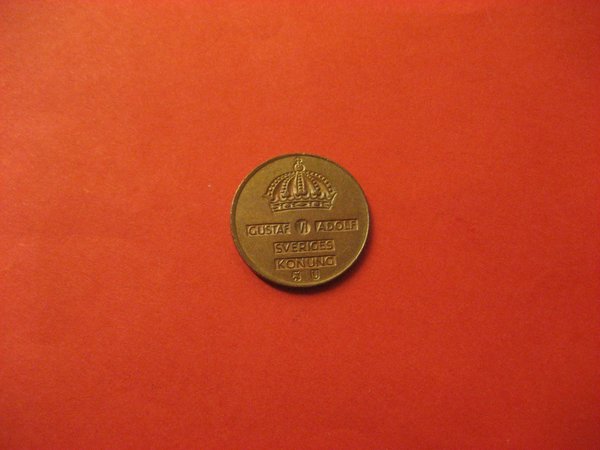 GUSTAF VI ADOLF
SVERIGES
KONUNG
U